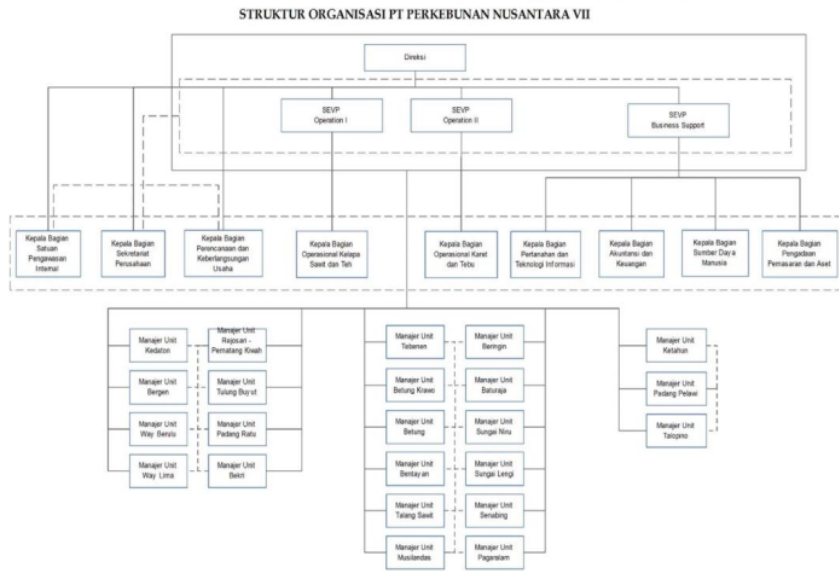 STRUKTUR ORGANISASI PT PERKEBUNAN NUSANTARA VII
Direksi
SEVP
Operation I
SEVP
Operation II
SEVP
Business Support
Kepala Bagian
Satuan
Pengawasan
Internal
Kepala Bagian
Sekretariat
Perusahaan
Kepala Bagian
Perencanaan dan
Keberlangsungan
Usaha
Kepala Bagian
Operasional Kelapa
Sawit dan Teh
Kepala Bagian
Operasional Karet
dan Tebu
Kepala Bagian
Pertanahan dan
Teknologi Informasi
Kepala Bagian
Akuntansi dan
Keuangan
Kepala Bagian
Sumber Daya
Manusia
Kepala Bagian
Pengadaan
Pemasaran dan Aset
Manajer Unit
Kedaton
Manajer Unit
Rejosari -
Pematang Kiwah
Manajer Unit
Bergen
Manajer Unit
Tulung Buyut
Manajer Unit
Way Berulu
Manajer Unit
Padang Ratu
Manajer Unit
Way Lima
Manajer Unit
Bekri
Manajer Unit
Tebenan
Manajer Unit
Beringin
Manajer Unit
Betung Krawo
Manajer Unit
Baturaja
Manajer Unit
Betung
Manajer Unit
Sungai Niru
Manajer Unit
Bentayan
Manajer Unit
Sungai Lengi
Manajer Unit
Talang Sawit
Manajer Unit
Senabing
Manajer Unit
Musilandas
Manajer Unit
Pagaralam
Manajer Unit
Ketahun
Manajer Unit
Padang Pelawi
Manajer Unit
Talopino